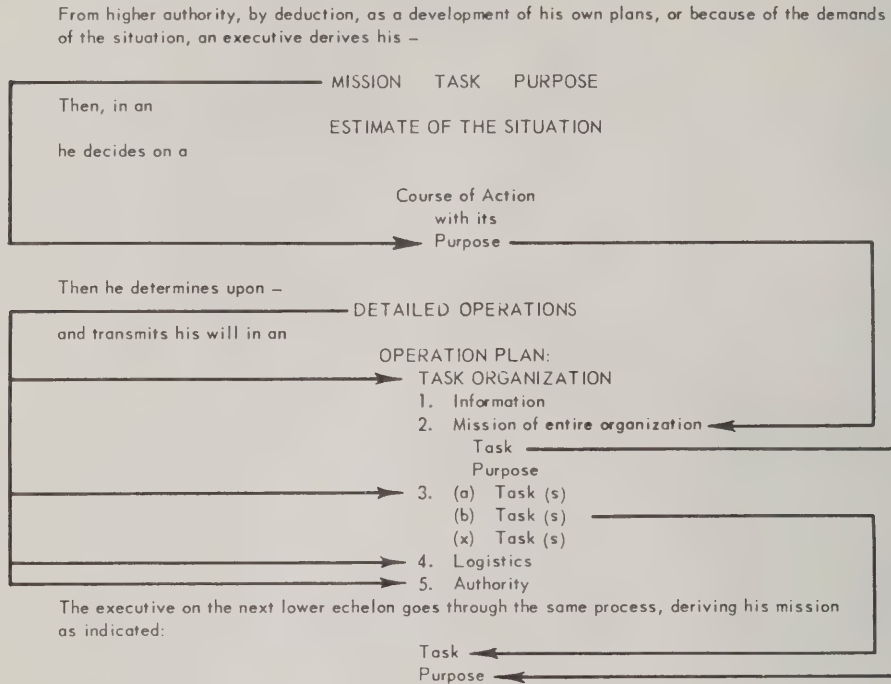 From higher authority, by deduction, as a development of his own plans, or because of the demands
of the situation, an executive derives his –
MISSION TASK PURPOSE
Then, in an
ESTIMATE OF THE SITUATION
he decides on a
Course of Action
with its
Purpose
Then he determines upon –
DETAILED OPERATIONS
and transmits his will in an
OPERATION PLAN:
TASK ORGANIZATION
1. Information
2. Mission of entire organization
Task
Purpose
3. (a) Task (s)
(b) Task (s)
(x) Task (s)
4. Logistics
5. Authority
The executive on the next lower echelon goes through the same process, deriving his mission
as indicated:
Task
Purpose